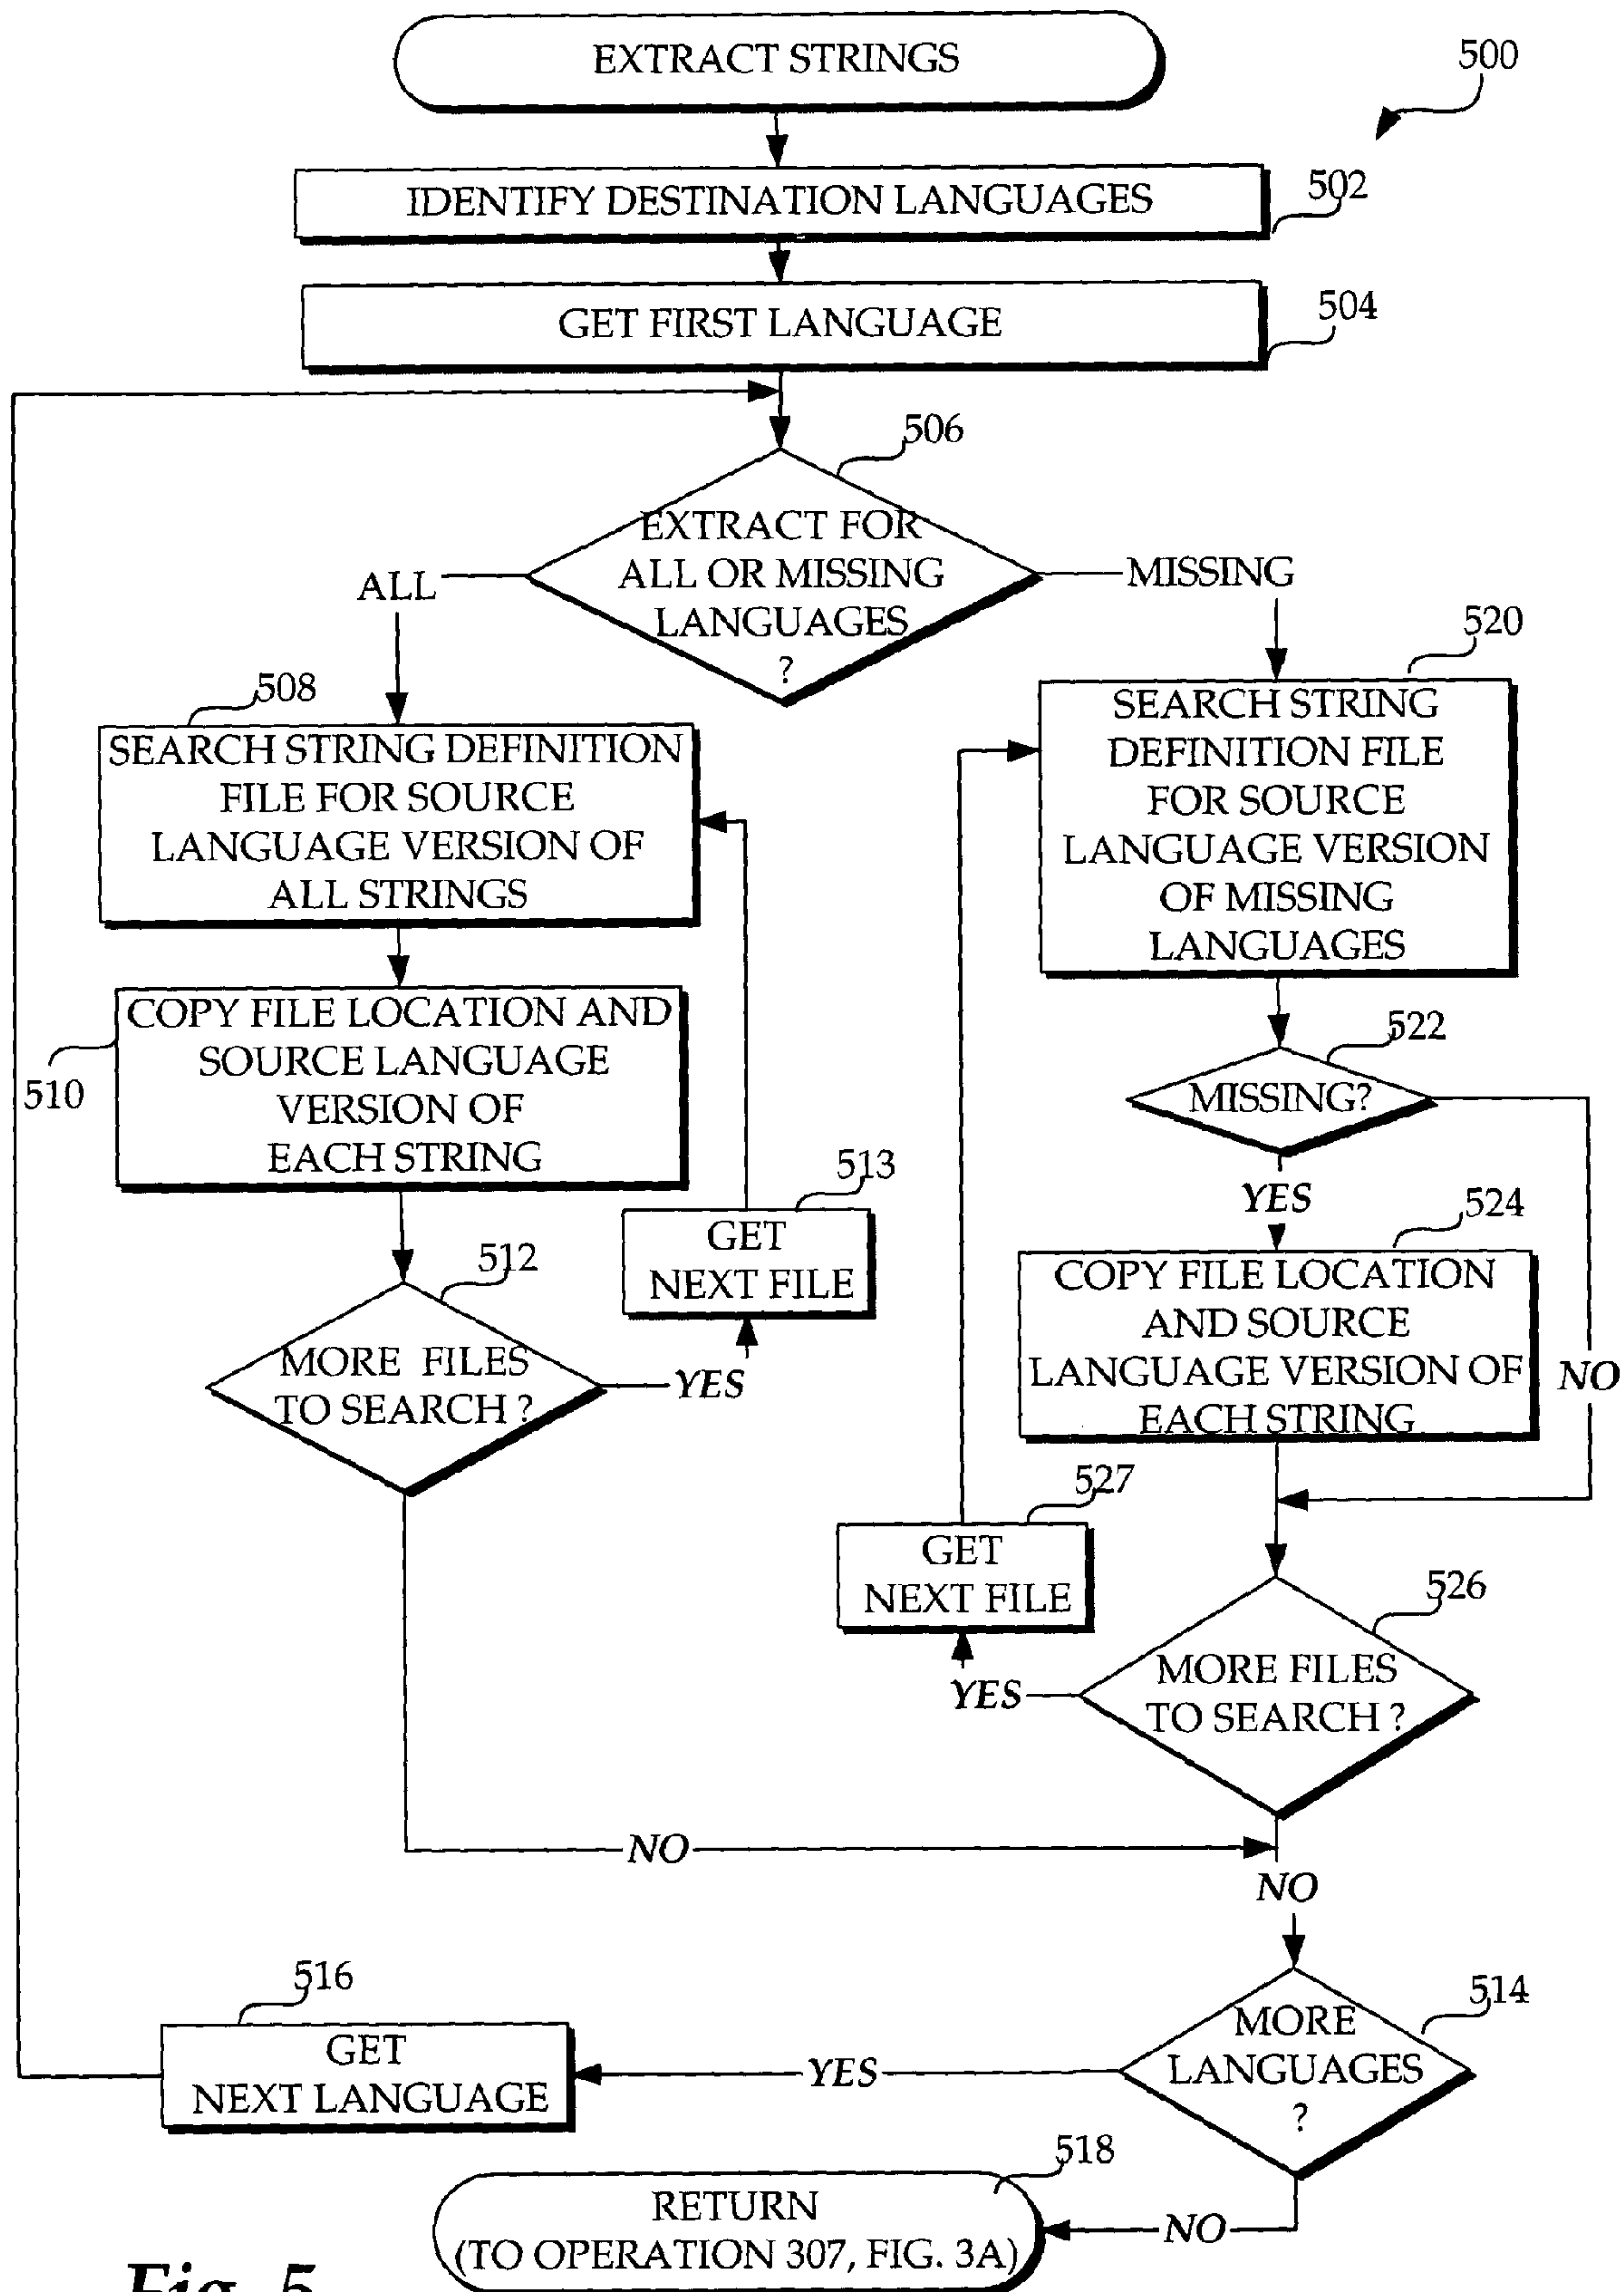 EXTRACT STRINGS
500
IDENTIFY DESTINATION LANGUAGES
502
GET FIRST LANGUAGE
504
506
EXTRACT FOR
ALL OR MISSING
LANGUAGES
?
ALL
MISSING
508
SEARCH STRING DEFINITION
FILE FOR SOURCE
LANGUAGE VERSION OF
ALL STRINGS
520
SEARCH STRING
DEFINITION FILE
FOR SOURCE
LANGUAGE VERSION
OF MISSING
LANGUAGES
COPY FILE LOCATION AND
SOURCE LANGUAGE
VERSION OF
EACH STRING
510
522
MISSING?
YES
NO
513
GET
NEXT FILE
512
MORE FILES
TO SEARCH ?
YES
524
COPY FILE LOCATION
AND SOURCE
LANGUAGE VERSION OF
EACH STRING
527
GET
NEXT FILE
YES
526
MORE FILES
TO SEARCH ?
NO
NO
516
GET
NEXT LANGUAGE
YES
514
MORE
LANGUAGES
?
518
RETURN
(TO OPERATION 307, FIG. 3A)
NO
Fig. 5